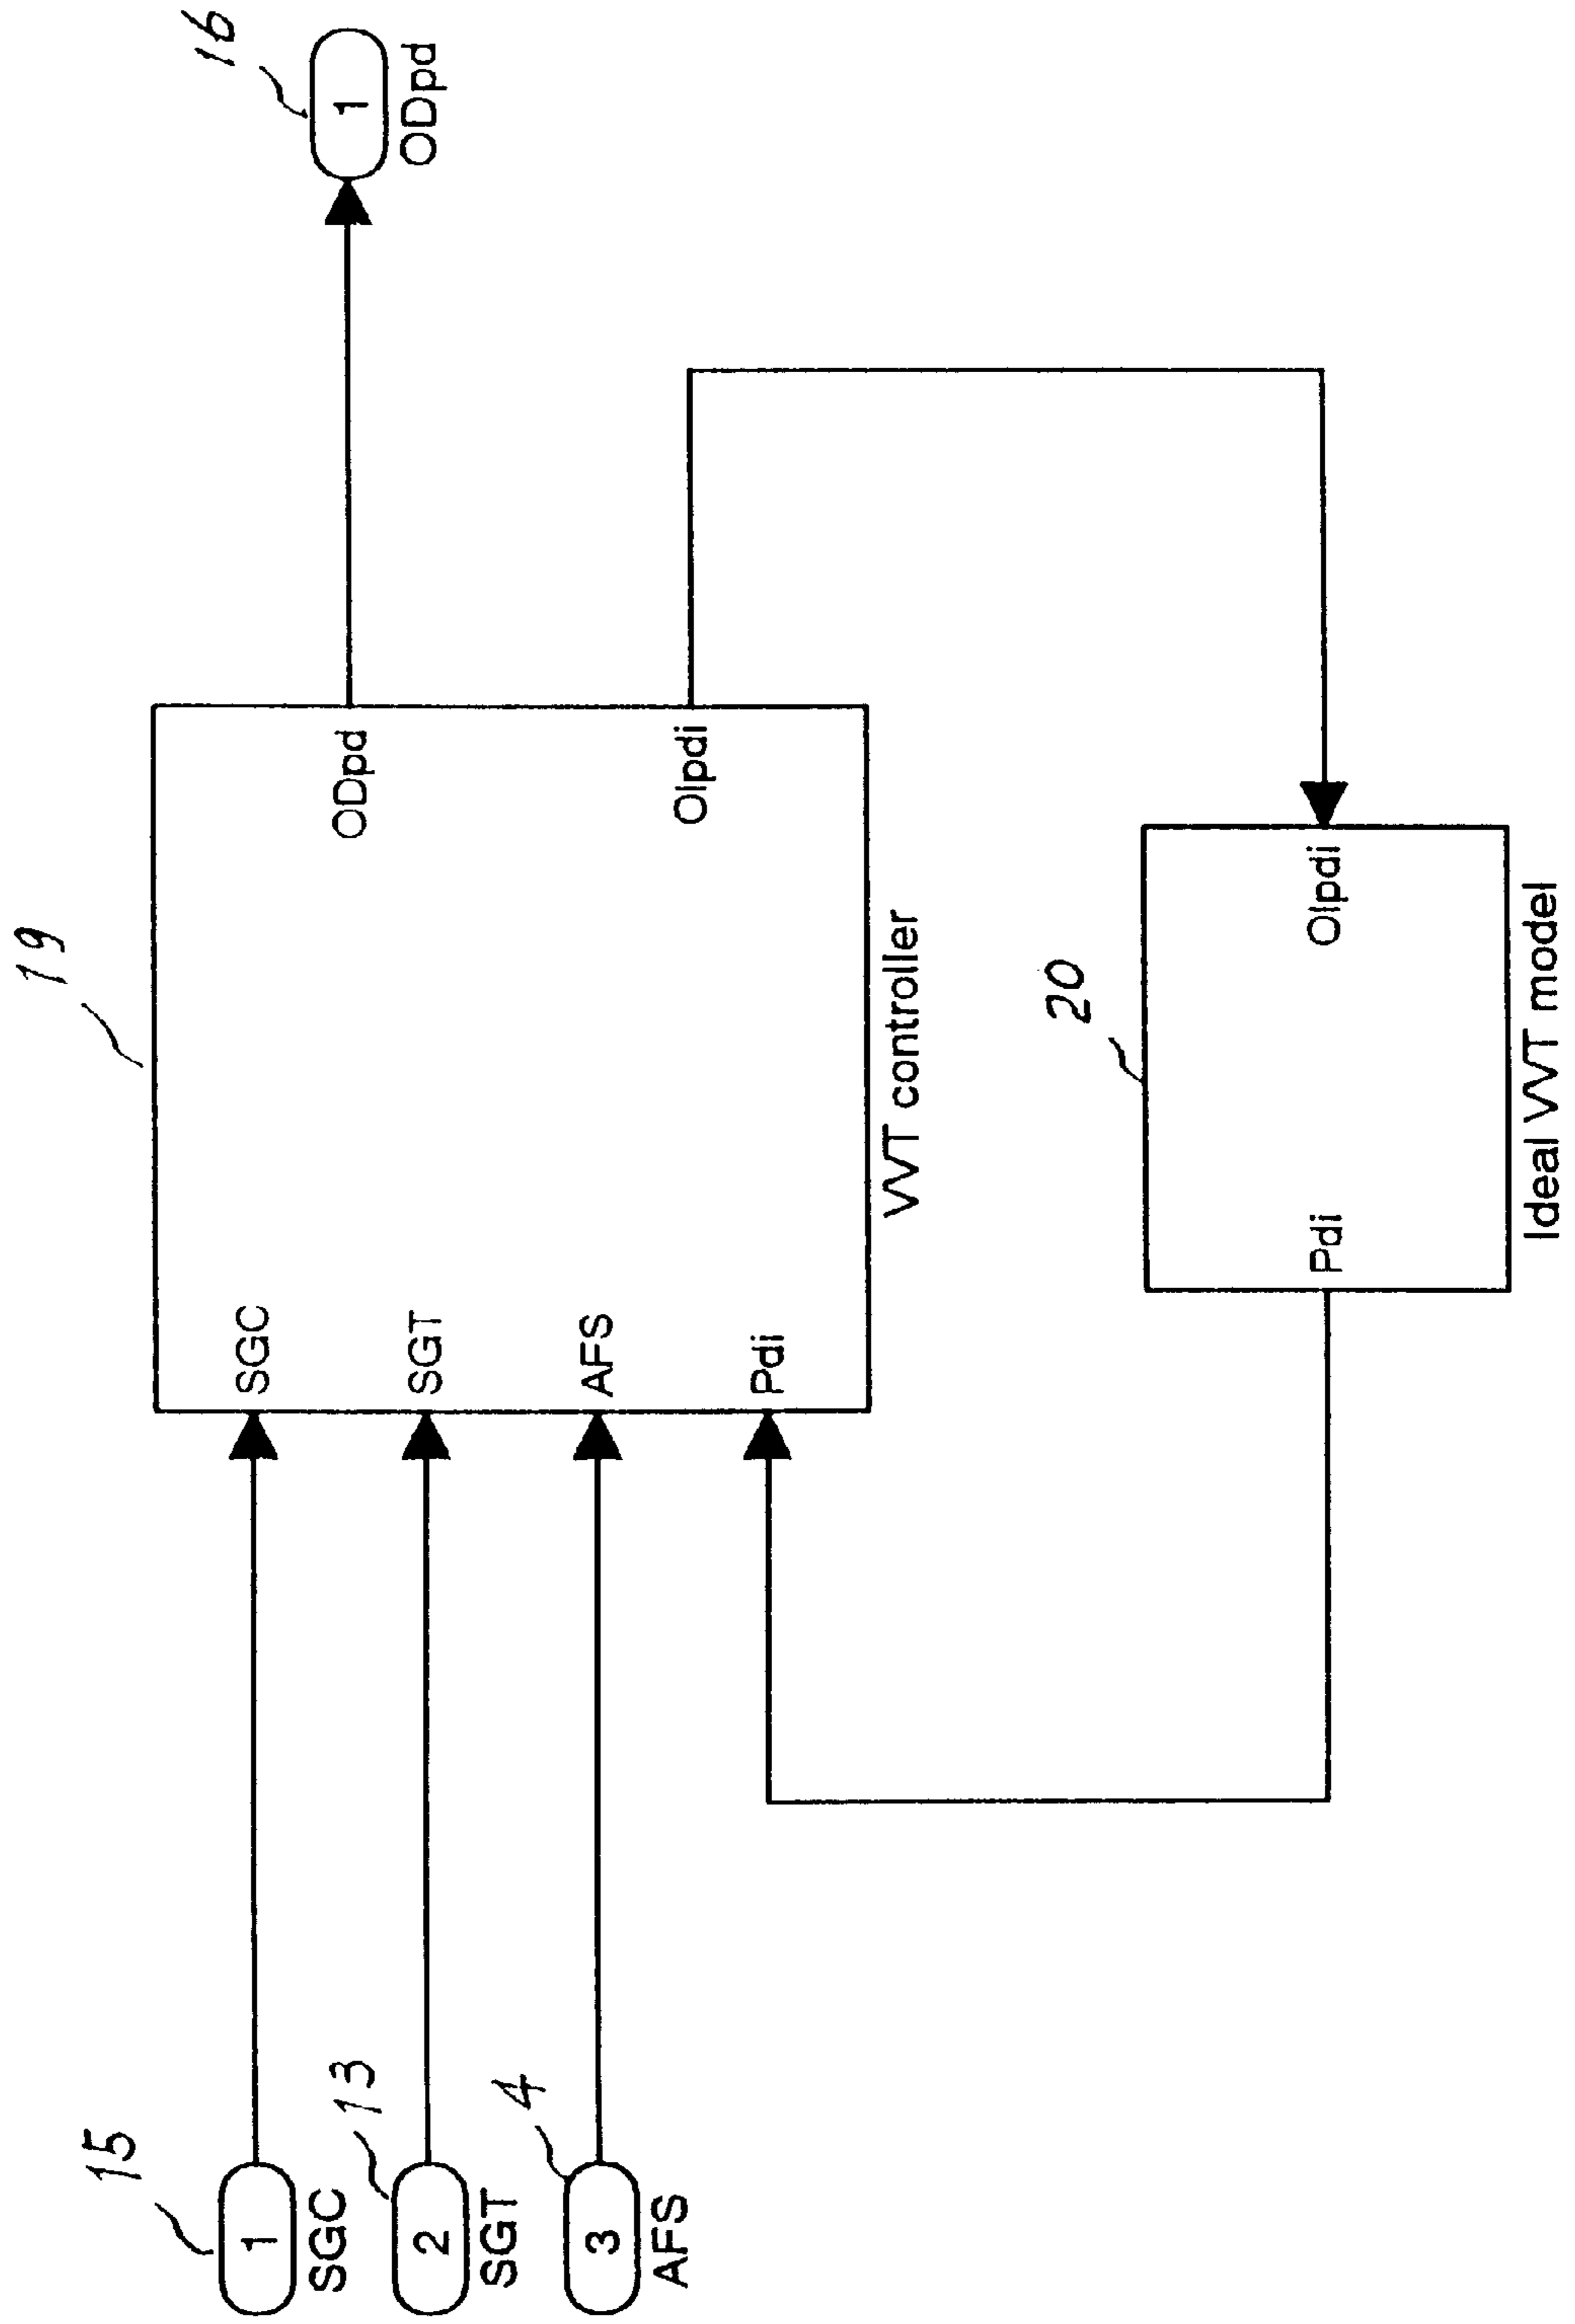 15
1
SGC
13
2
SGT
4
3
AFS
19
SGC
SGT
AFS
Pdi
ODpd
OIpdi
VVT controller
16
1
ODpd
20
Pdi
OIpdi
Ideal VVT model